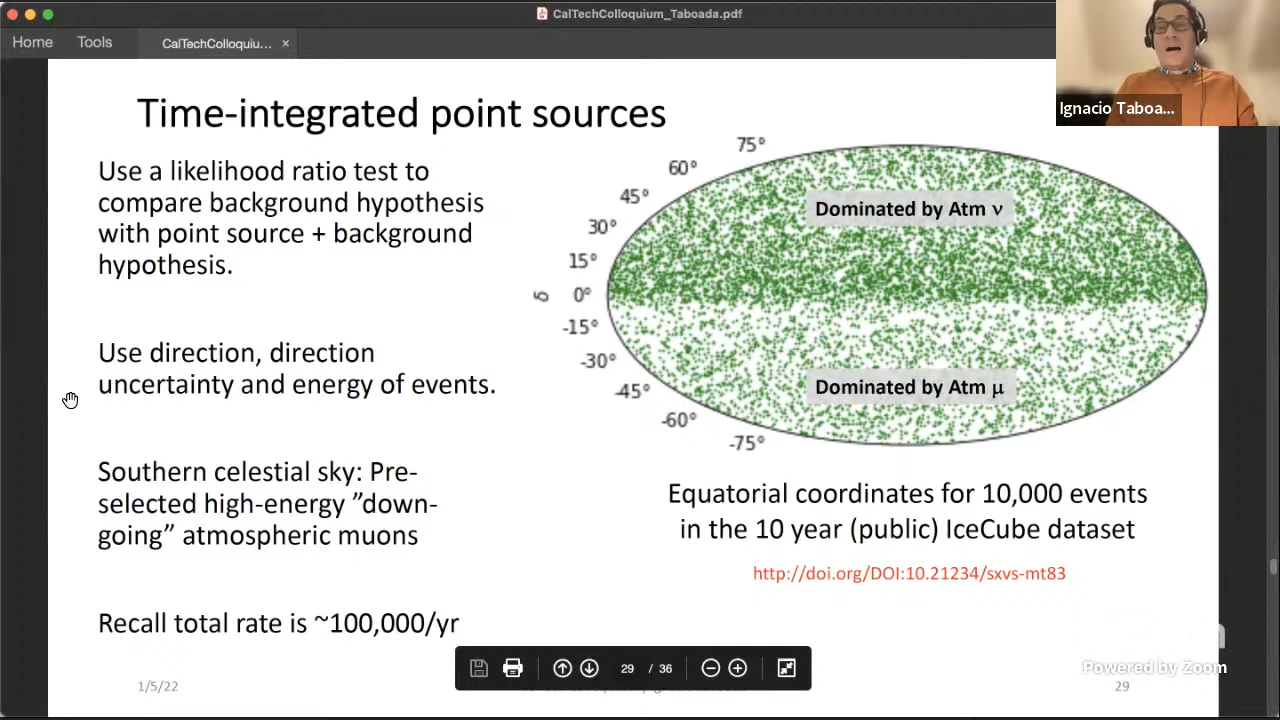 CalTechColloquium_Taboada.pdf
Home
Tools
CalTechColloquiu... ×
Ignacio Taboa...
Time-integrated point sources
Use a likelihood ratio test to
compare background hypothesis
with point source + background
hypothesis.
Use direction, direction
uncertainty and energy of events.
Southern celestial sky: Pre-
selected high-energy ”down-
going” atmospheric muons
Recall total rate is ~100,000/yr
75°
60°
45°
30°
15°
δ 0°
-15°
-30°
-45°
-60°
-75°
Dominated by Atm ν
Dominated by Atm μ
Equatorial coordinates for 10,000 events
in the 10 year (public) IceCube dataset
http://doi.org/DOI:10.21234/sxvs-mt83
29 / 36
Powered by Zoom
1/5/22
29